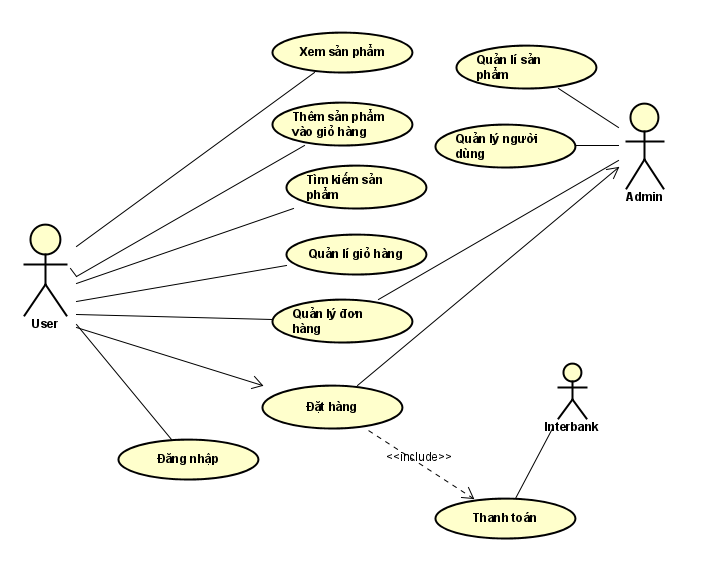 Xem sản phẩm
Quản lí sản
phẩm
Thêm sản phẩm
vào giỏ hàng
Quản lý người
dùng
Tìm kiếm sản
phẩm
Admin
Quản lí giỏ hàng
User
Quản lý đơn
hàng
Đặt hàng
Interbank
Đăng nhập
<<include>>
Thanh toán